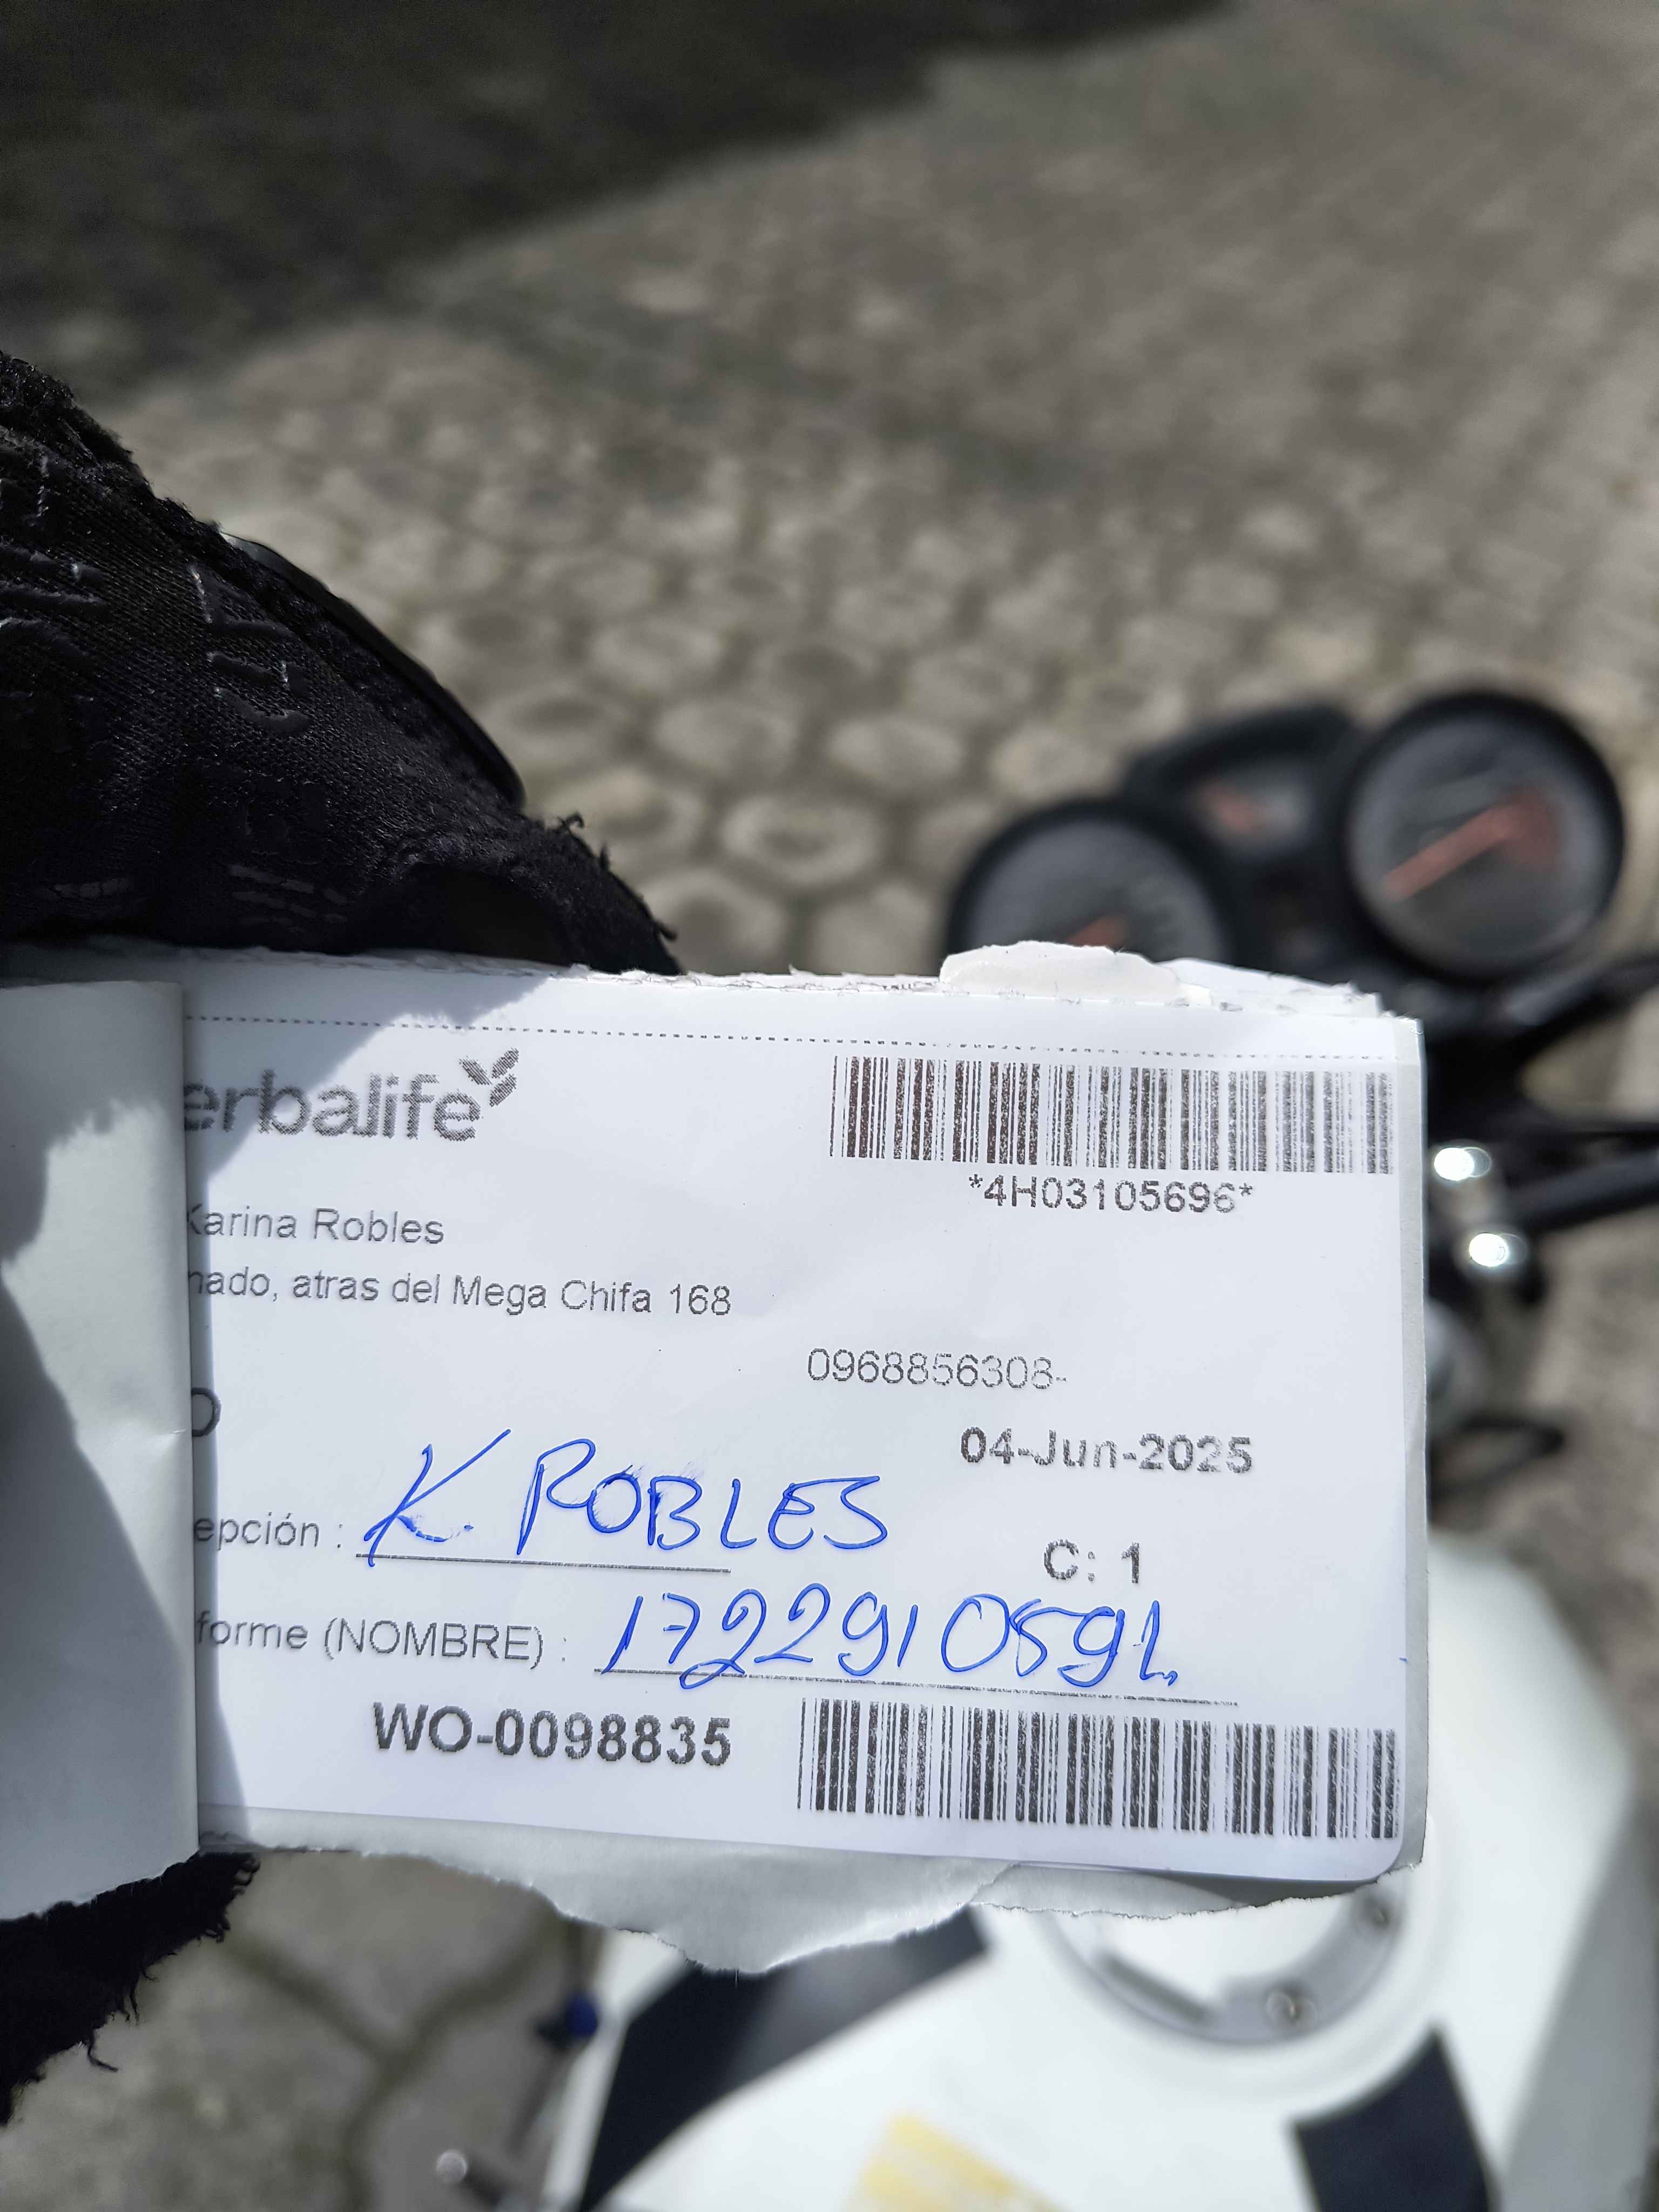 erbalife
*4H03105696*
Karina Robles
nado, atras del Mega Chifa 168
0968856308-
04-Jun-2025
epción : K. ROBLES
C: 1
forme (NOMBRE) :
WO-0098835